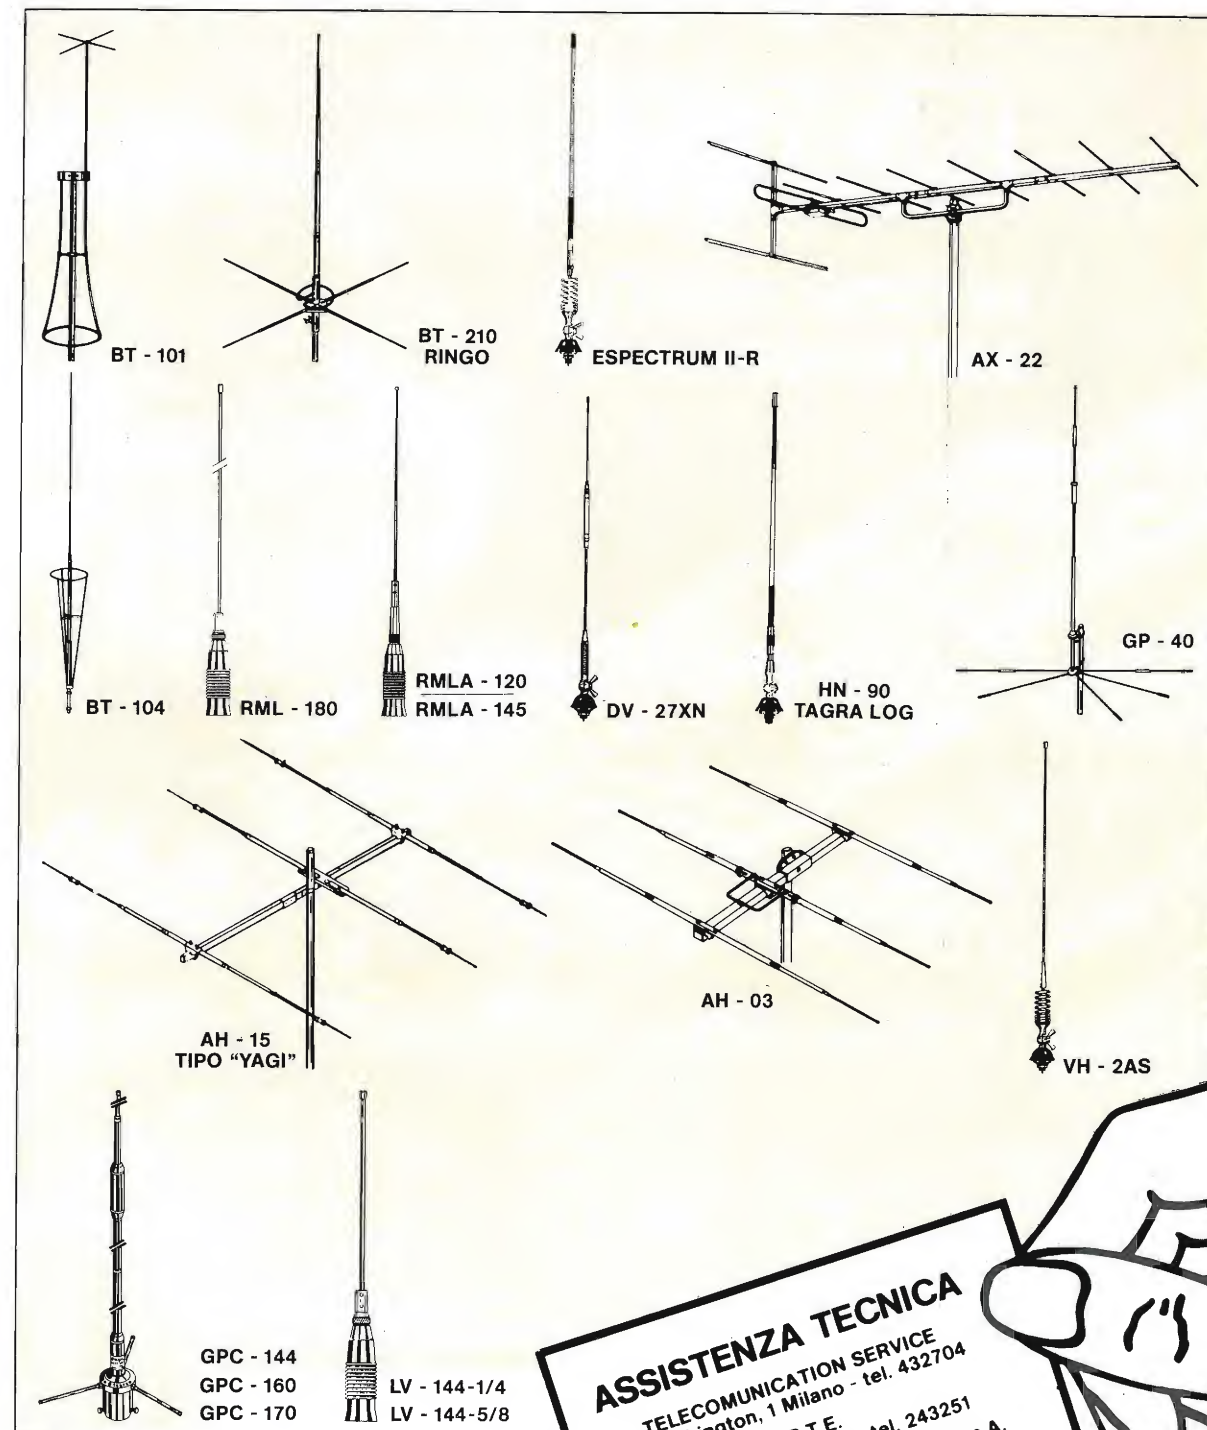 BT - 101
BT - 210
RINGO
ESPECTRUM II-R
AX - 22
BT - 104
RML - 180
RMLA - 120
RMLA - 145
DV - 27XN
HN - 90
TAGRA LOG
GP - 40
AH - 15
TIPO “YAGI”
AH - 03
VH - 2AS
GPC - 144
GPC - 160
GPC - 170
LV - 144-1/4
LV - 144-5/8
ASSISTENZA TECNICA
TELECOMUNICATION SERVICE
1 Milano - tel. 432704
tel. 243251